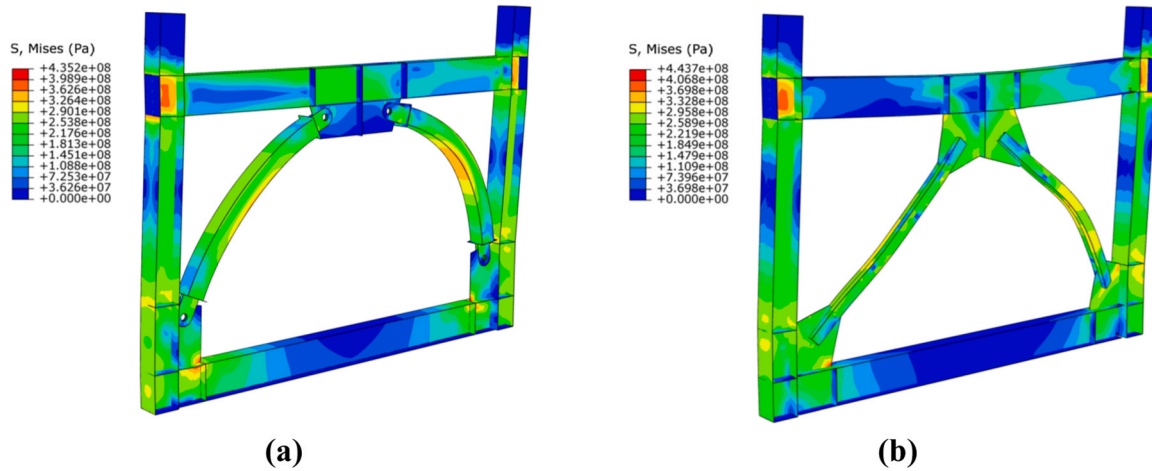 S, Mises (Pa)
+4.352e+08
+3.989e+08
+3.626e+08
+3.264e+08
+2.901e+08
+2.538e+08
+2.176e+08
+1.813e+08
+1.451e+08
+1.088e+08
+7.253e+07
+3.626e+07
+0.000e+00
(a)
S, Mises (Pa)
+4.437e+08
+4.068e+08
+3.698e+08
+3.328e+08
+2.958e+08
+2.589e+08
+2.219e+08
+1.849e+08
+1.479e+08
+1.109e+08
+7.396e+07
+3.698e+07
+0.000e+00
(b)